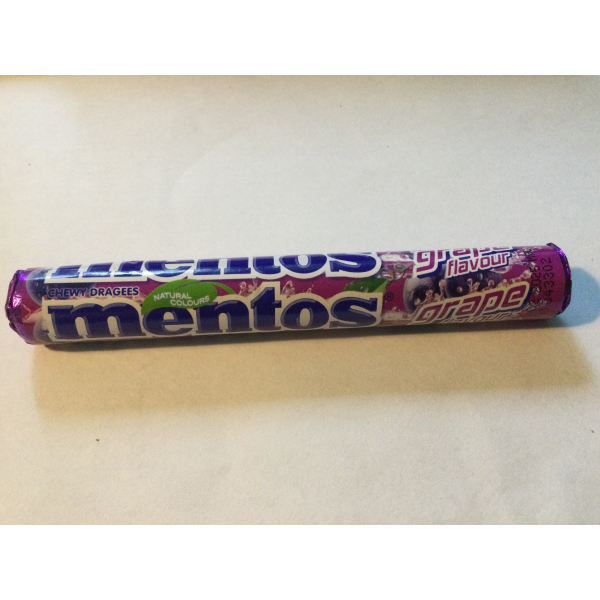 mentos
grape
flavour
CHEWY DRAGEES
NATURAL
COLOURS
mentos
grape